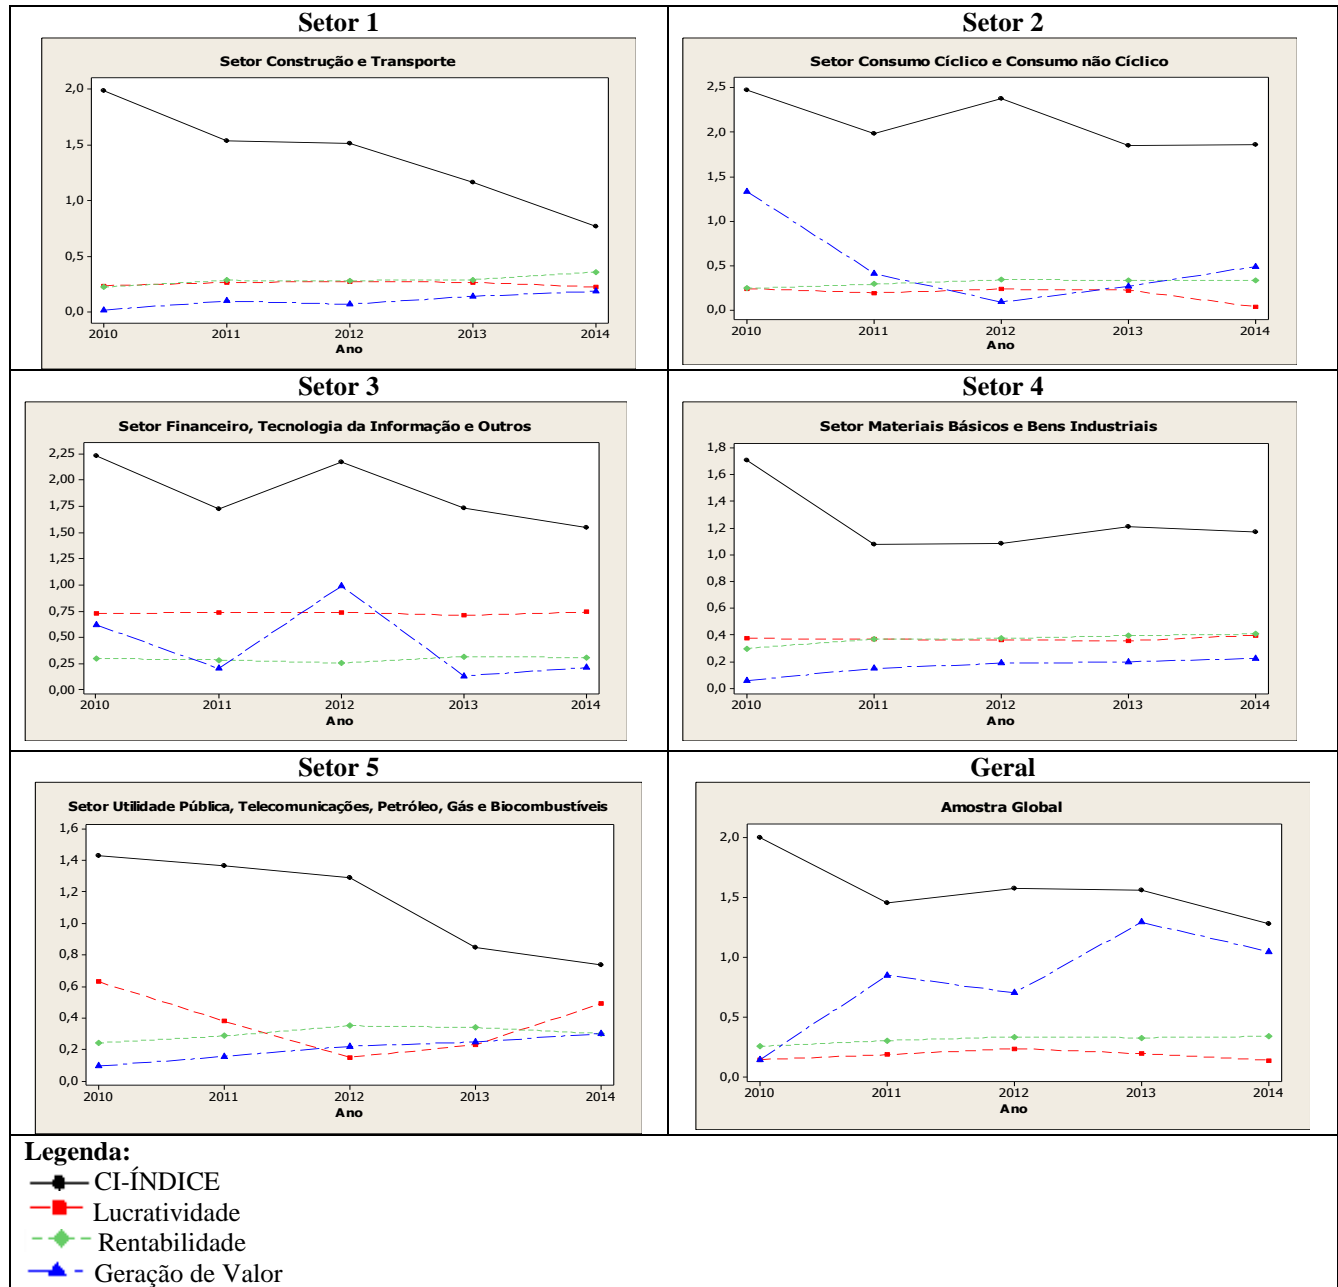 Setor 1
Setor Construção e Transporte
2,0
1,5
1,0
0,5
0,0
2010 2011 2012 2013 2014
Ano
Setor 2
Setor Consumo Cíclico e Consumo não Cíclico
2,5
2,0
1,5
1,0
0,5
0,0
2010 2011 2012 2013 2014
Ano
Setor 3
Setor Financeiro, Tecnologia da Informação e Outros
2,25
2,00
1,75
1,50
1,25
1,00
0,75
0,50
0,25
0,00
2010 2011 2012 2013 2014
Ano
Setor 4
Setor Materiais Básicos e Bens Industriais
1,8
1,6
1,4
1,2
1,0
0,8
0,6
0,4
0,2
0,0
2010 2011 2012 2013 2014
Ano
Setor 5
Setor Utilidade Pública, Telecomunicações, Petróleo, Gás e Biocombustíveis
1,6
1,4
1,2
1,0
0,8
0,6
0,4
0,2
0,0
2010 2011 2012 2013 2014
Ano
Geral
Amostra Global
2,0
1,5
1,0
0,5
0,0
2010 2011 2012 2013 2014
Ano
Legenda:
CI-ÍNDICE
Lucratividade
Rentabilidade
Geração de Valor